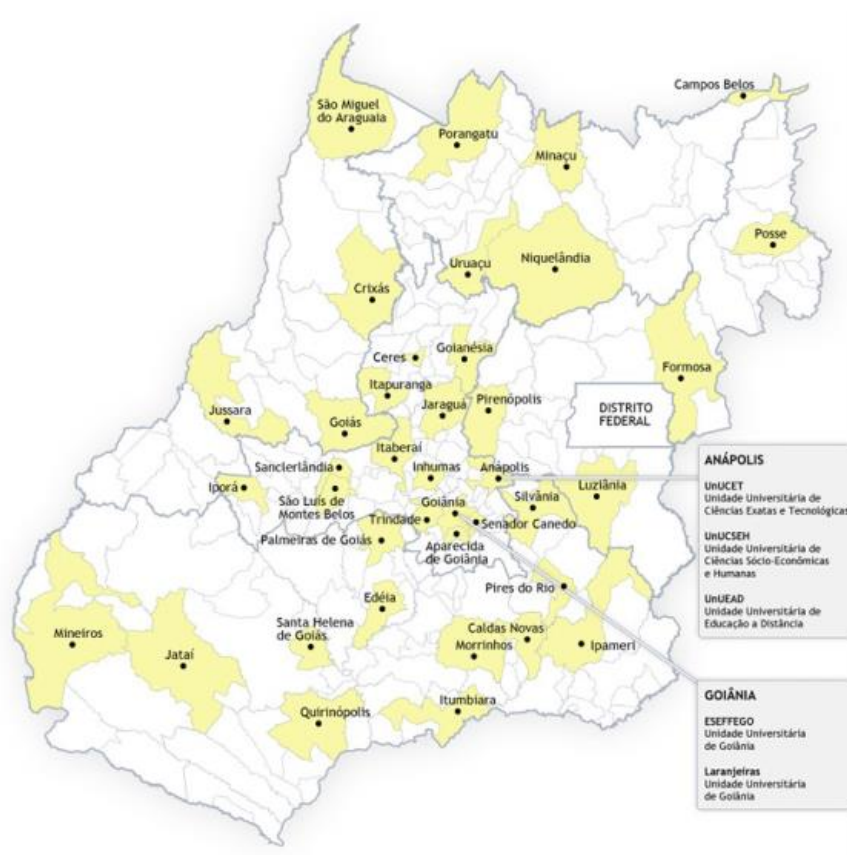 Campos Belos
São Miguel
do Araguaia
Porangatu
Minaçu
Posse
Uruaçu
Niquelândia
Crixás
Ceres
Goianésia
Formosa
Itapuranga
Jaraguá
Pirenópolis
Jussara
Goiás
DISTRITO
FEDERAL
Itaberaí
Sanclerlândia
Inhumas
Anápolis
Iporá
São Luís de
Montes Belos
Goiânia
Silvânia
Luziânia
Trindade
Senador Canedo
Palmeiras de Goiás
Aparecida
de Goiânia
Pires do Rio
Edéia
Mineiros
Jataí
Santa Helena
de Goiás
Caldas Novas
Morrinhos
Ipameri
Quirinópolis
Itumbiara
ANÁPOLIS
UnUCET
Unidade Universitária de
Ciências Exatas e Tecnológicas
UnUCSEH
Unidade Universitária de
Ciências Sócio-Econômicas
e Humanas
UnUEAD
Unidade Universitária de
Educação a Distância
GOIÂNIA
ESEFFEGO
Unidade Universitária
de Goiânia
Laranjeiras
Unidade Universitária
de Goiânia